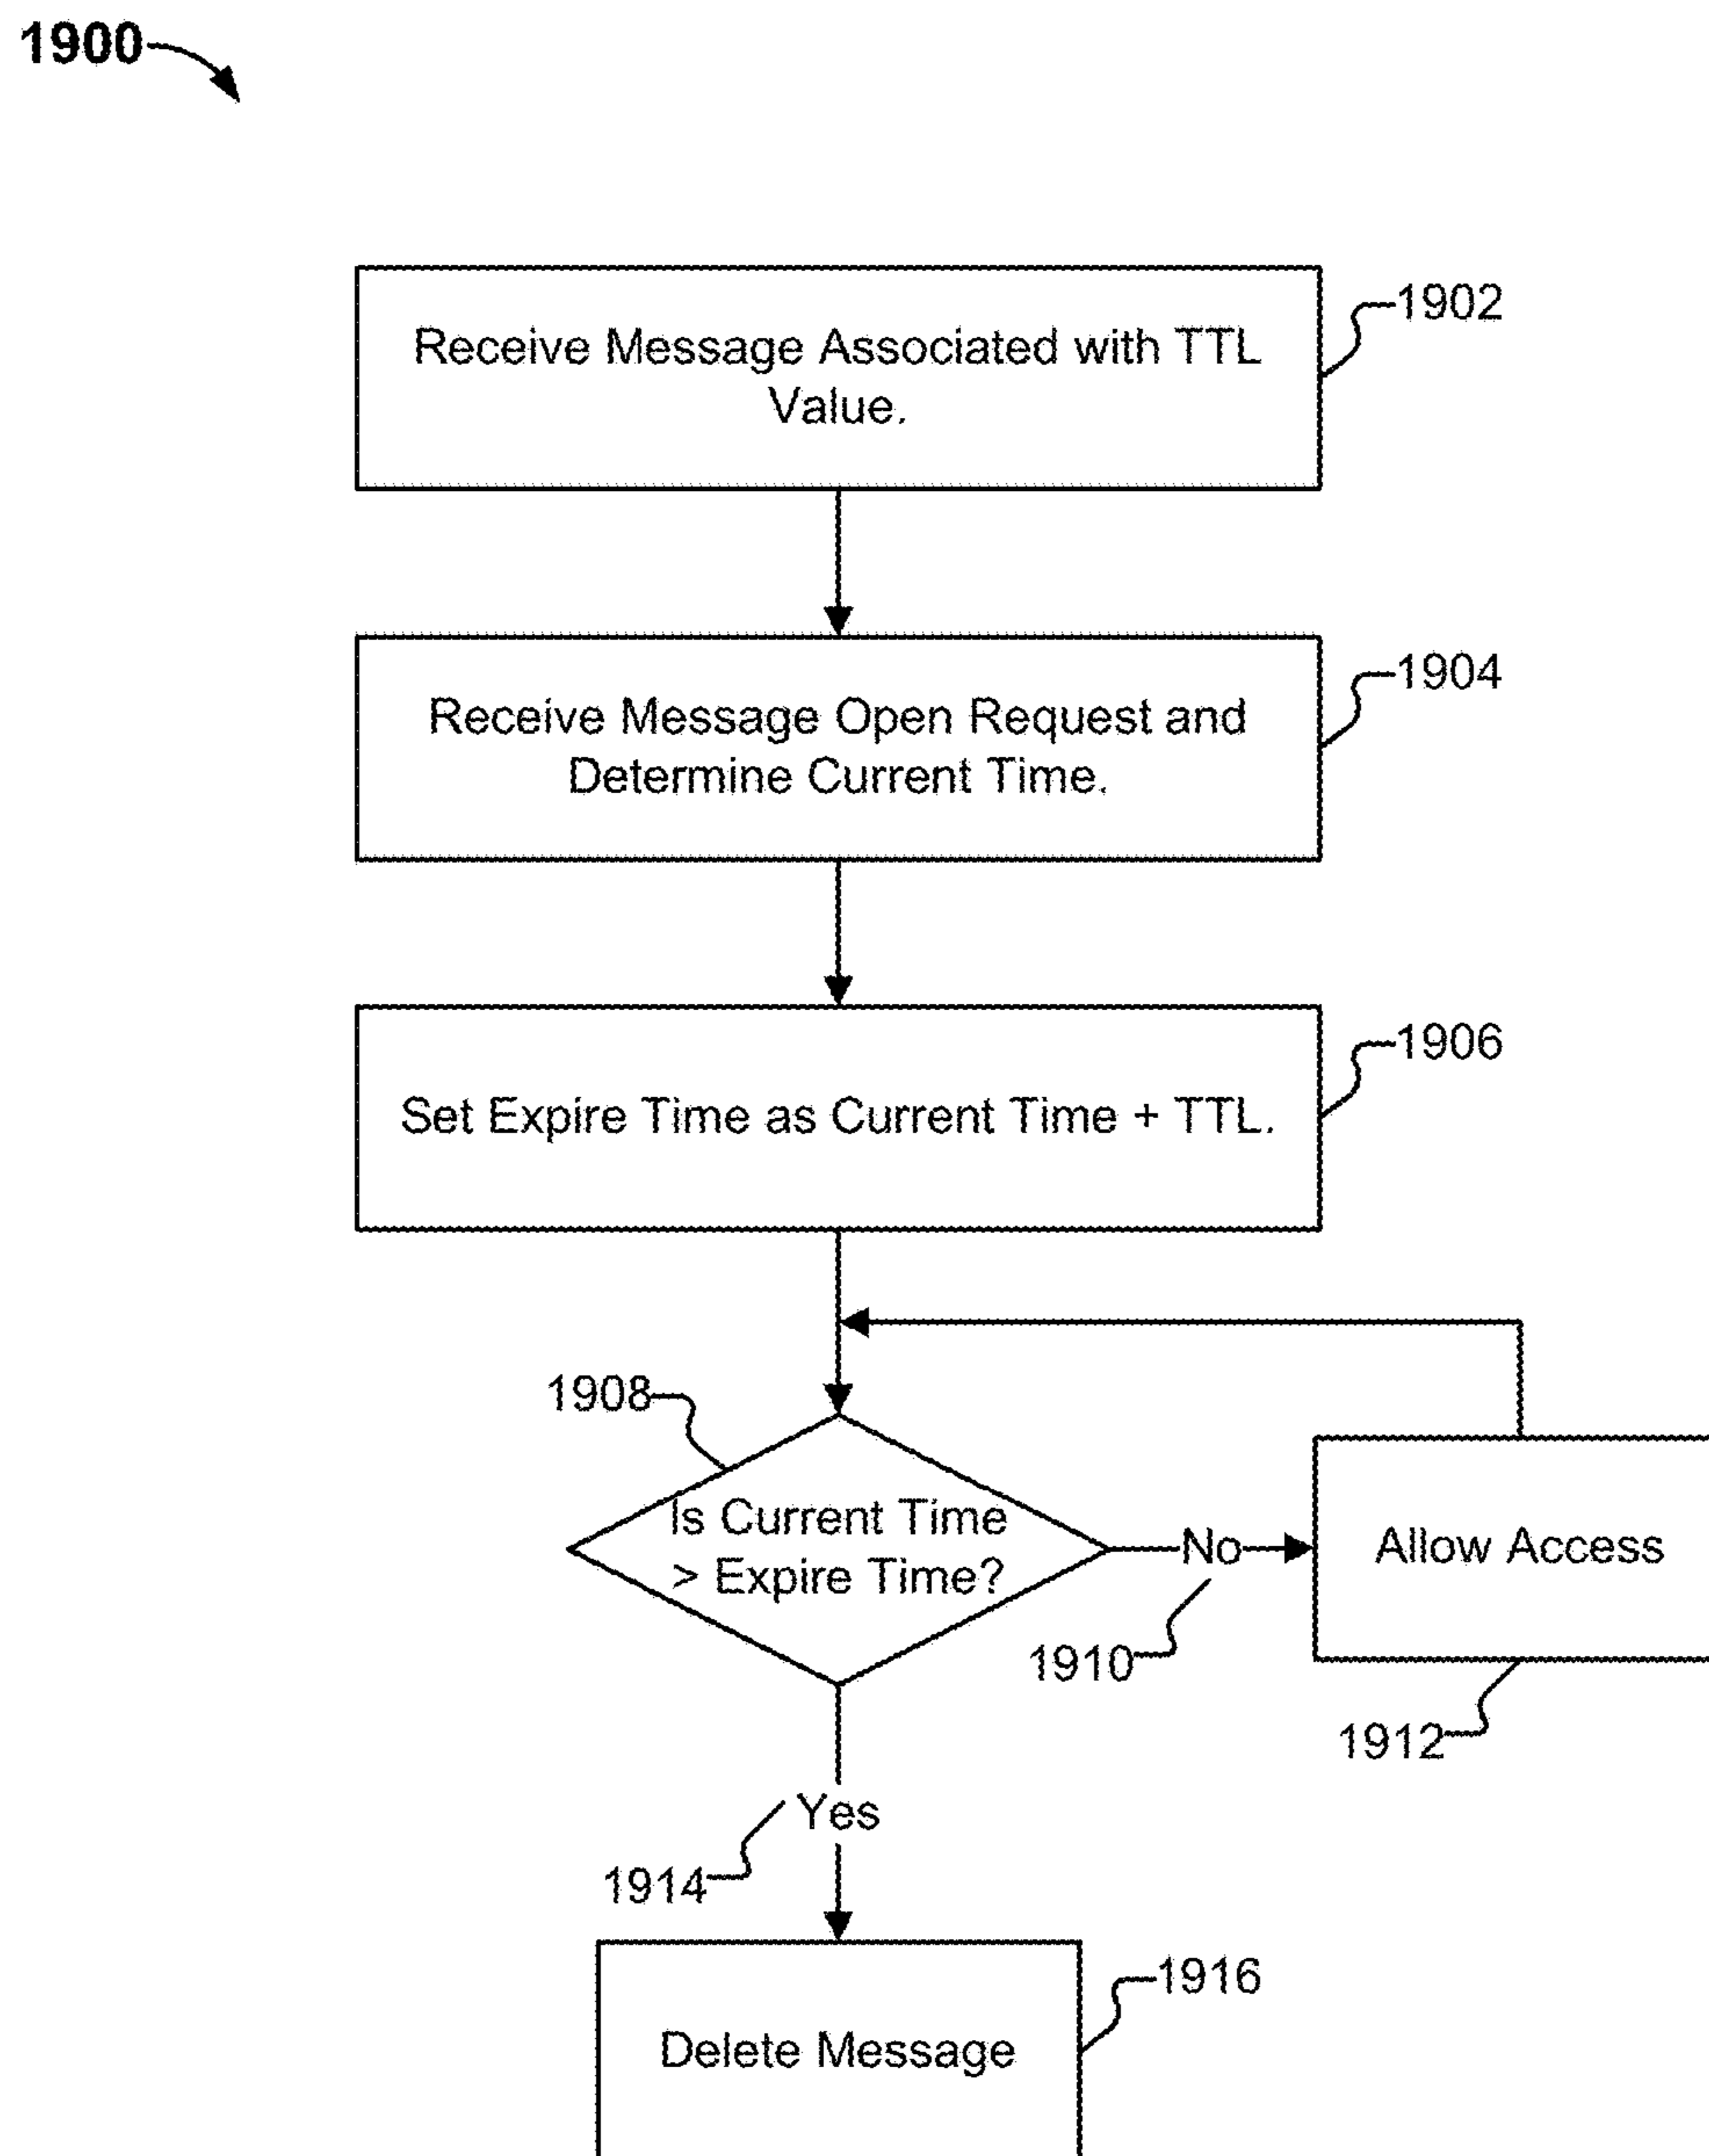 1900
Receive Message Associated with TTL
Value.
1902
Receive Message Open Request and
Determine Current Time.
1904
Set Expire Time as Current Time + TTL.
1906
1908
Is Current Time
> Expire Time?
No
1910
Allow Access
1912
Yes
1914
Delete Message
1916